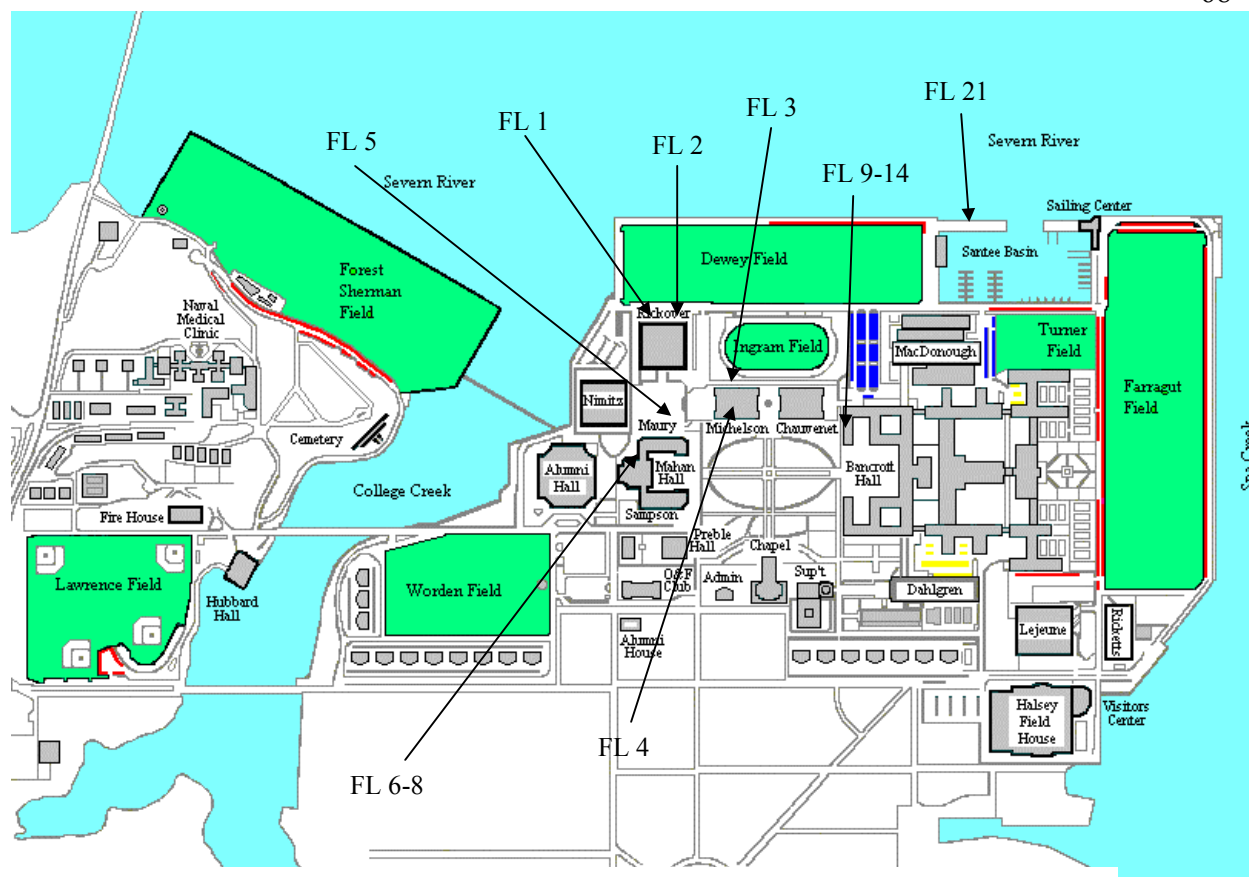 FL 21
FL 3
FL 1
FL 5
FL 2
Severn River
FL 9-14
Severn River
Sailing Center
Santee Basin
Dewey Field
Forest
Sherman
Field
Naval
Medical
Clinic
Rickover
Turner
Field
Ingram Field
MacDonough
Farragut
Field
Nimitz
Maury
Michelson
Chauvenet
Cemetery
Alumni
Hall
Mahan
Hall
Bancroft
Hall
Spa Creek
College Creek
Sampson
Fire House
Preble
Hall
Chapel
Lawrence Field
Hubbard
Hall
Worden Field
O&F
Club
Admin
Sup't
Dahlgren
Alumni
House
Lejeune
Ricketts
Halsey
Field
House
Visitors
Center
FL 4
FL 6-8